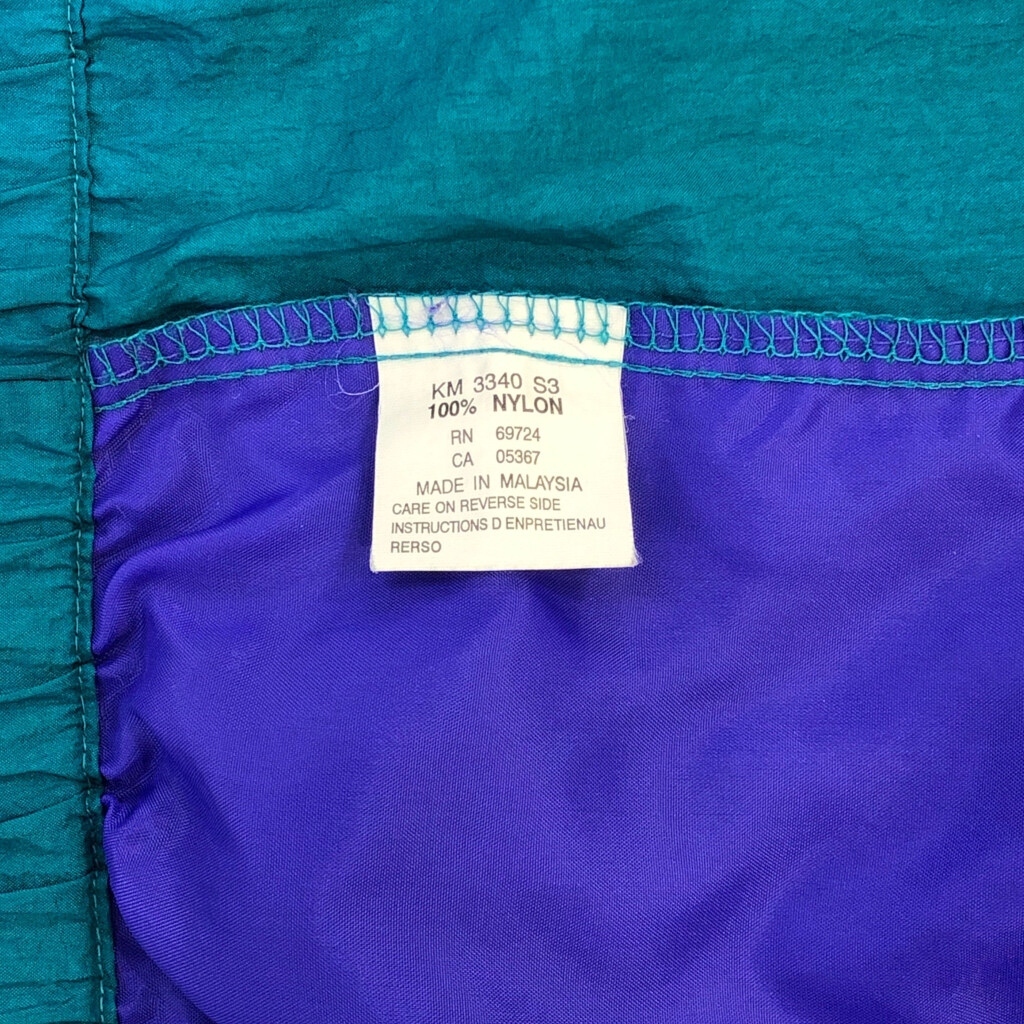 KM 3340 S3
100% NYLON
RN 69724
CA 05367
MADE IN MALAYSIA
CARE ON REVERSE SIDE
INSTRUCTIONS D ENPRETIENAU
RERSO